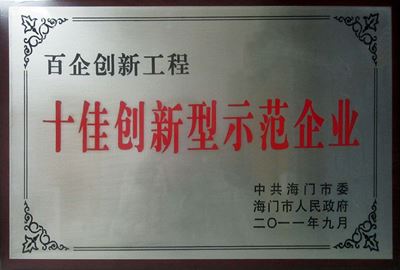 百企创新工程
十佳创新型示范企业
中共海门市委
海门市人民政府
二〇一一年九月